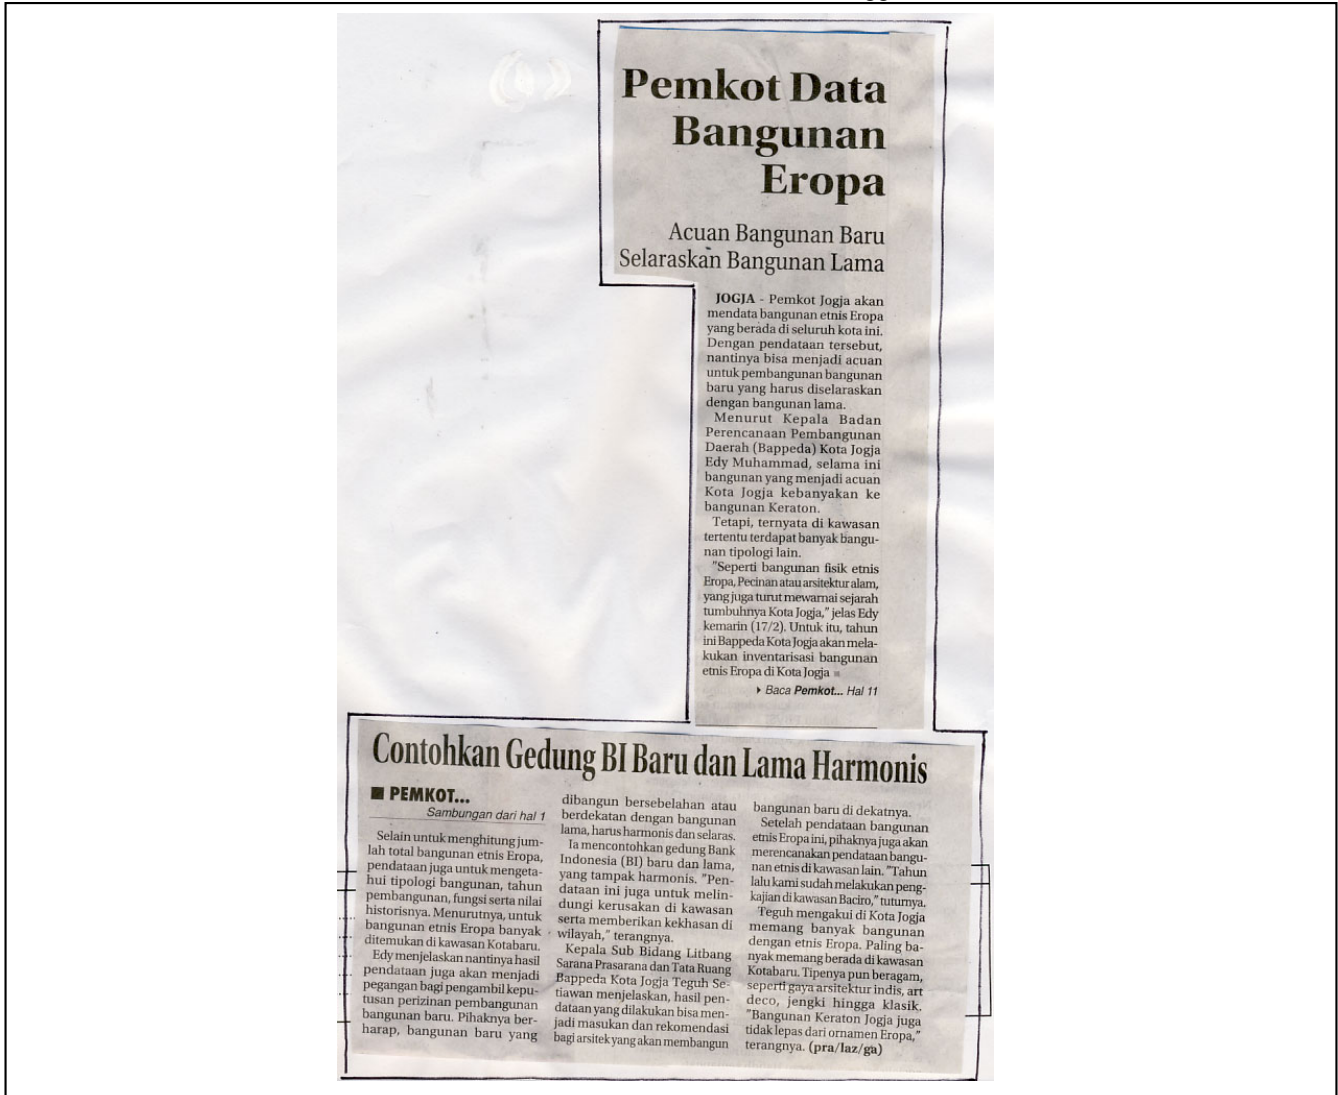 Pemkot Data
Bangunan
Eropa
Acuan Bangunan Baru
Selaraskan Bangunan Lama
JOGJA - Pemkot Jogja akan
mendata bangunan etnis Eropa
yang berada di seluruh kota ini.
Dengan pendataan tersebut,
nantinya bisa menjadi acuan
untuk pembangunan bangunan
baru yang harus diselaraskan
dengan bangunan lama.
Menurut Kepala Badan
Perencanaan Pembangunan
Daerah (Bappeda) Kota Jogja
Edy Muhammad, selama ini
bangunan yang menjadi acuan
Kota Jogja kebanyakan ke
bangunan Keraton.
Tetapi, ternyata di kawasan
tertentu terdapat banyak bangu-
nan tipologi lain.
"Seperti bangunan fisik etnis
Eropa, Pecinan atau arsitektur alam,
yang juga turut mewarnai sejarah
tumbuhnya Kota Jogja," jelas Edy
kemarin (17/2). Untuk itu, tahun
ini Bappeda Kota Jogja akan mela-
kukan inventarisasi bangunan
etnis Eropa di Kota Jogja
Baca Pemkot... Hal 11
Contohkan Gedung BI Baru dan Lama Harmonis
PEMKOT...
Sambungan dari hal 1
Selain untuk menghitung jum-
lah total bangunan etnis Eropa,
pendataan juga untuk mengeta-
hui tipologi bangunan, tahun
pembangunan, fungsi serta nilai
historisnya. Menurutnya, untuk
bangunan etnis Eropa banyak
ditemukan di kawasan Kotabaru.
Edy menjelaskan nantinya hasil
pendataan juga akan menjadi
pegangan bagi pengambil kepu-
tusan perizinan pembangunan
bangunan baru. Pihaknya ber-
harap, bangunan baru yang
dibangun bersebelahan atau
berdekatan dengan bangunan
lama, harus harmonis dan selaras.
Ia mencontohkan gedung Bank
Indonesia (BI) baru dan lama,
yang tampak harmonis. "Pen-
dataan ini juga untuk melin-
dungi kerusakan di kawasan
serta memberikan kekhasan di
wilayah," terangnya.
Kepala Sub Bidang Litbang
Sarana Prasarana dan Tata Ruang
Bappeda Kota Jogja Teguh Se-
tiawan menjelaskan, hasil pen-
dataan yang dilakukan bisa men-
jadi masukan dan rekomendasi
bagi arsitek yang akan membangun
bangunan baru di dekatnya.
Setelah pendataan bangunan
etnis Eropa ini, pihaknya juga akan
merencanakan pendataan bangu-
nan etnis di kawasan lain. "Tahun
lalu kami sudah melakukan peng-
kajian di kawasan Baciro," tuturnya.
Teguh mengakui di Kota Jogja
memang banyak bangunan
dengan etnis Eropa. Paling ba-
nyak memang berada di kawasan
Kotabaru. Tipenya pun beragam,
seperti gaya arsitektur indis, art
deco, jengki hingga klasik.
"Bangunan Keraton Jogja juga
tidak lepas dari ornamen Eropa,"
terangnya. (pra/laz/ga)